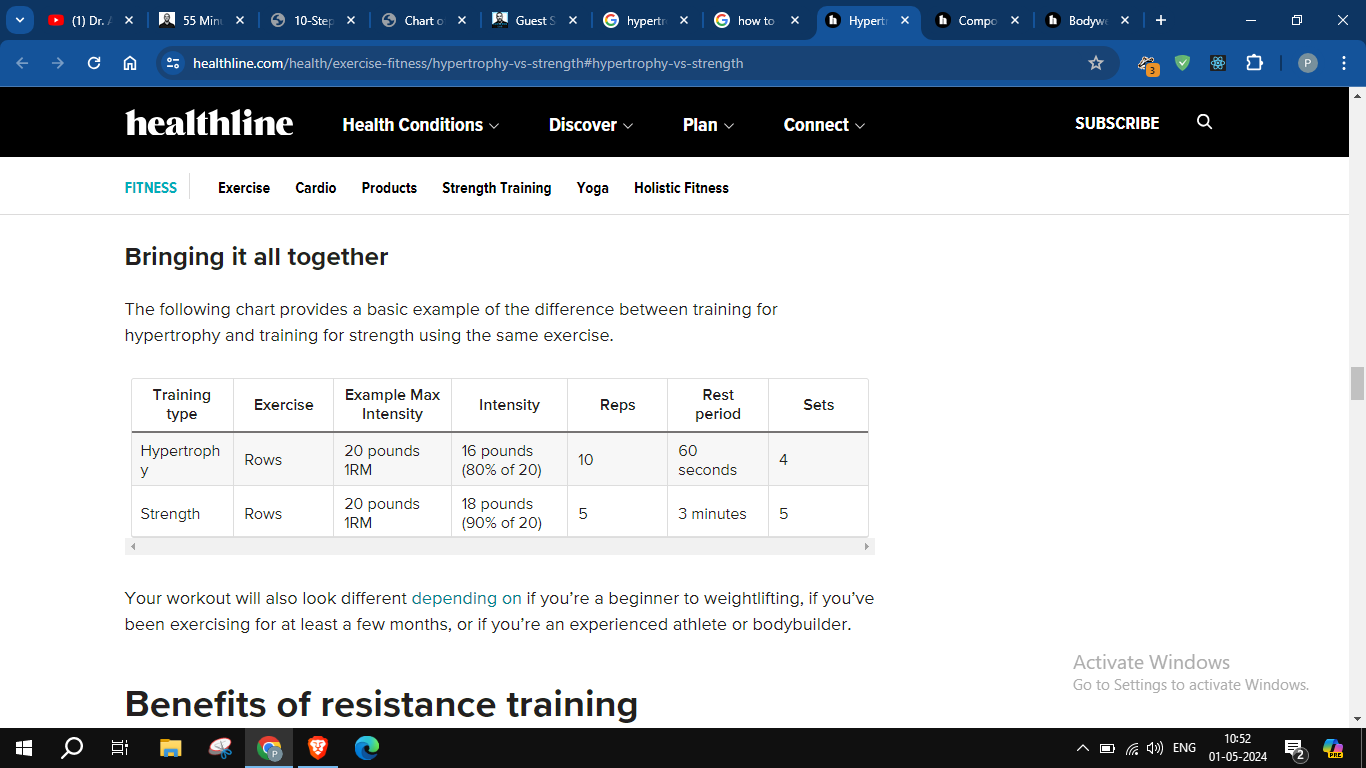 (1) Dr. 55 Min 10-Step Chart o Guest S hypertr how to Hypert Compo Bodywe
healthline.com/health/exercise-fitness/hypertrophy-vs-strength#hypertrophy-vs-strength 3 P
healthline Health Conditions Discover Plan Connect SUBSCRIBE
FITNESS Exercise Cardio Products Strength Training Yoga Holistic Fitness
Bringing it all together
The following chart provides a basic example of the difference between training for
hypertrophy and training for strength using the same exercise.
Training type Exercise Example Max Intensity Intensity Reps Rest period Sets
Hypertrophy Rows 20 pounds 1RM 16 pounds (80% of 20) 10 60 seconds 4
Strength Rows 20 pounds 1RM 18 pounds (90% of 20) 5 3 minutes 5
Your workout will also look different depending on if you’re a beginner to weightlifting, if you’ve
been exercising for at least a few months, or if you’re an experienced athlete or bodybuilder.
Activate Windows
Go to Settings to activate Windows.
Benefits of resistance training
ENG 10:52
01-05-2024 2